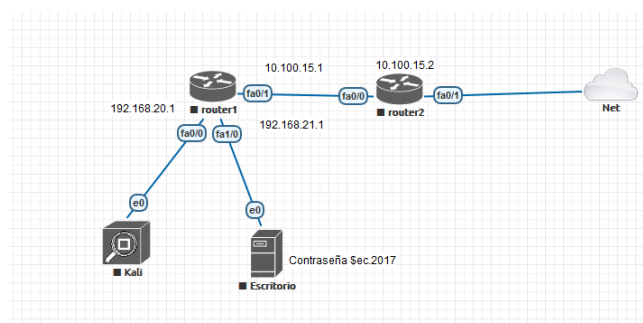 10.100.15.1
10.100.15.2
fa0/1
fa0/0
fa0/1
router1
router2
Net
192.168.20.1
192.168.21.1
fa0/0
fa1/0
e0
e0
Kali
Contraseña $ec.2017
Escritorio